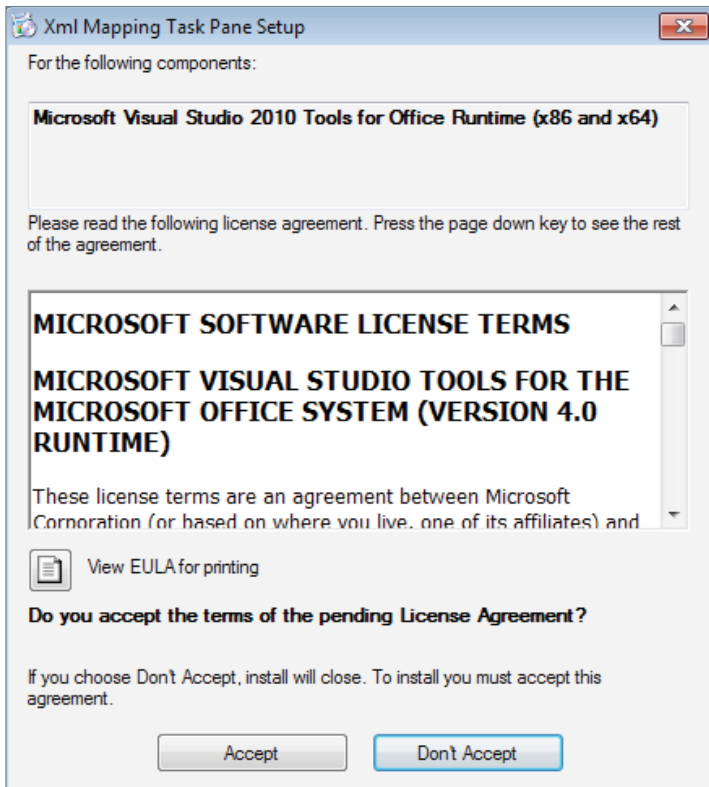 Xml Mapping Task Pane Setup
For the following components:
Microsoft Visual Studio 2010 Tools for Office Runtime (x86 and x64)
Please read the following license agreement. Press the page down key to see the rest
of the agreement.
MICROSOFT SOFTWARE LICENSE TERMS
MICROSOFT VISUAL STUDIO TOOLS FOR THE
MICROSOFT OFFICE SYSTEM (VERSION 4.0
RUNTIME)
These license terms are an agreement between Microsoft
Corporation (or based on where you live, one of its affiliates) and
View EULA for printing
Do you accept the terms of the pending License Agreement?
If you choose Don't Accept, install will close. To install you must accept this
agreement.
Accept
Don't Accept